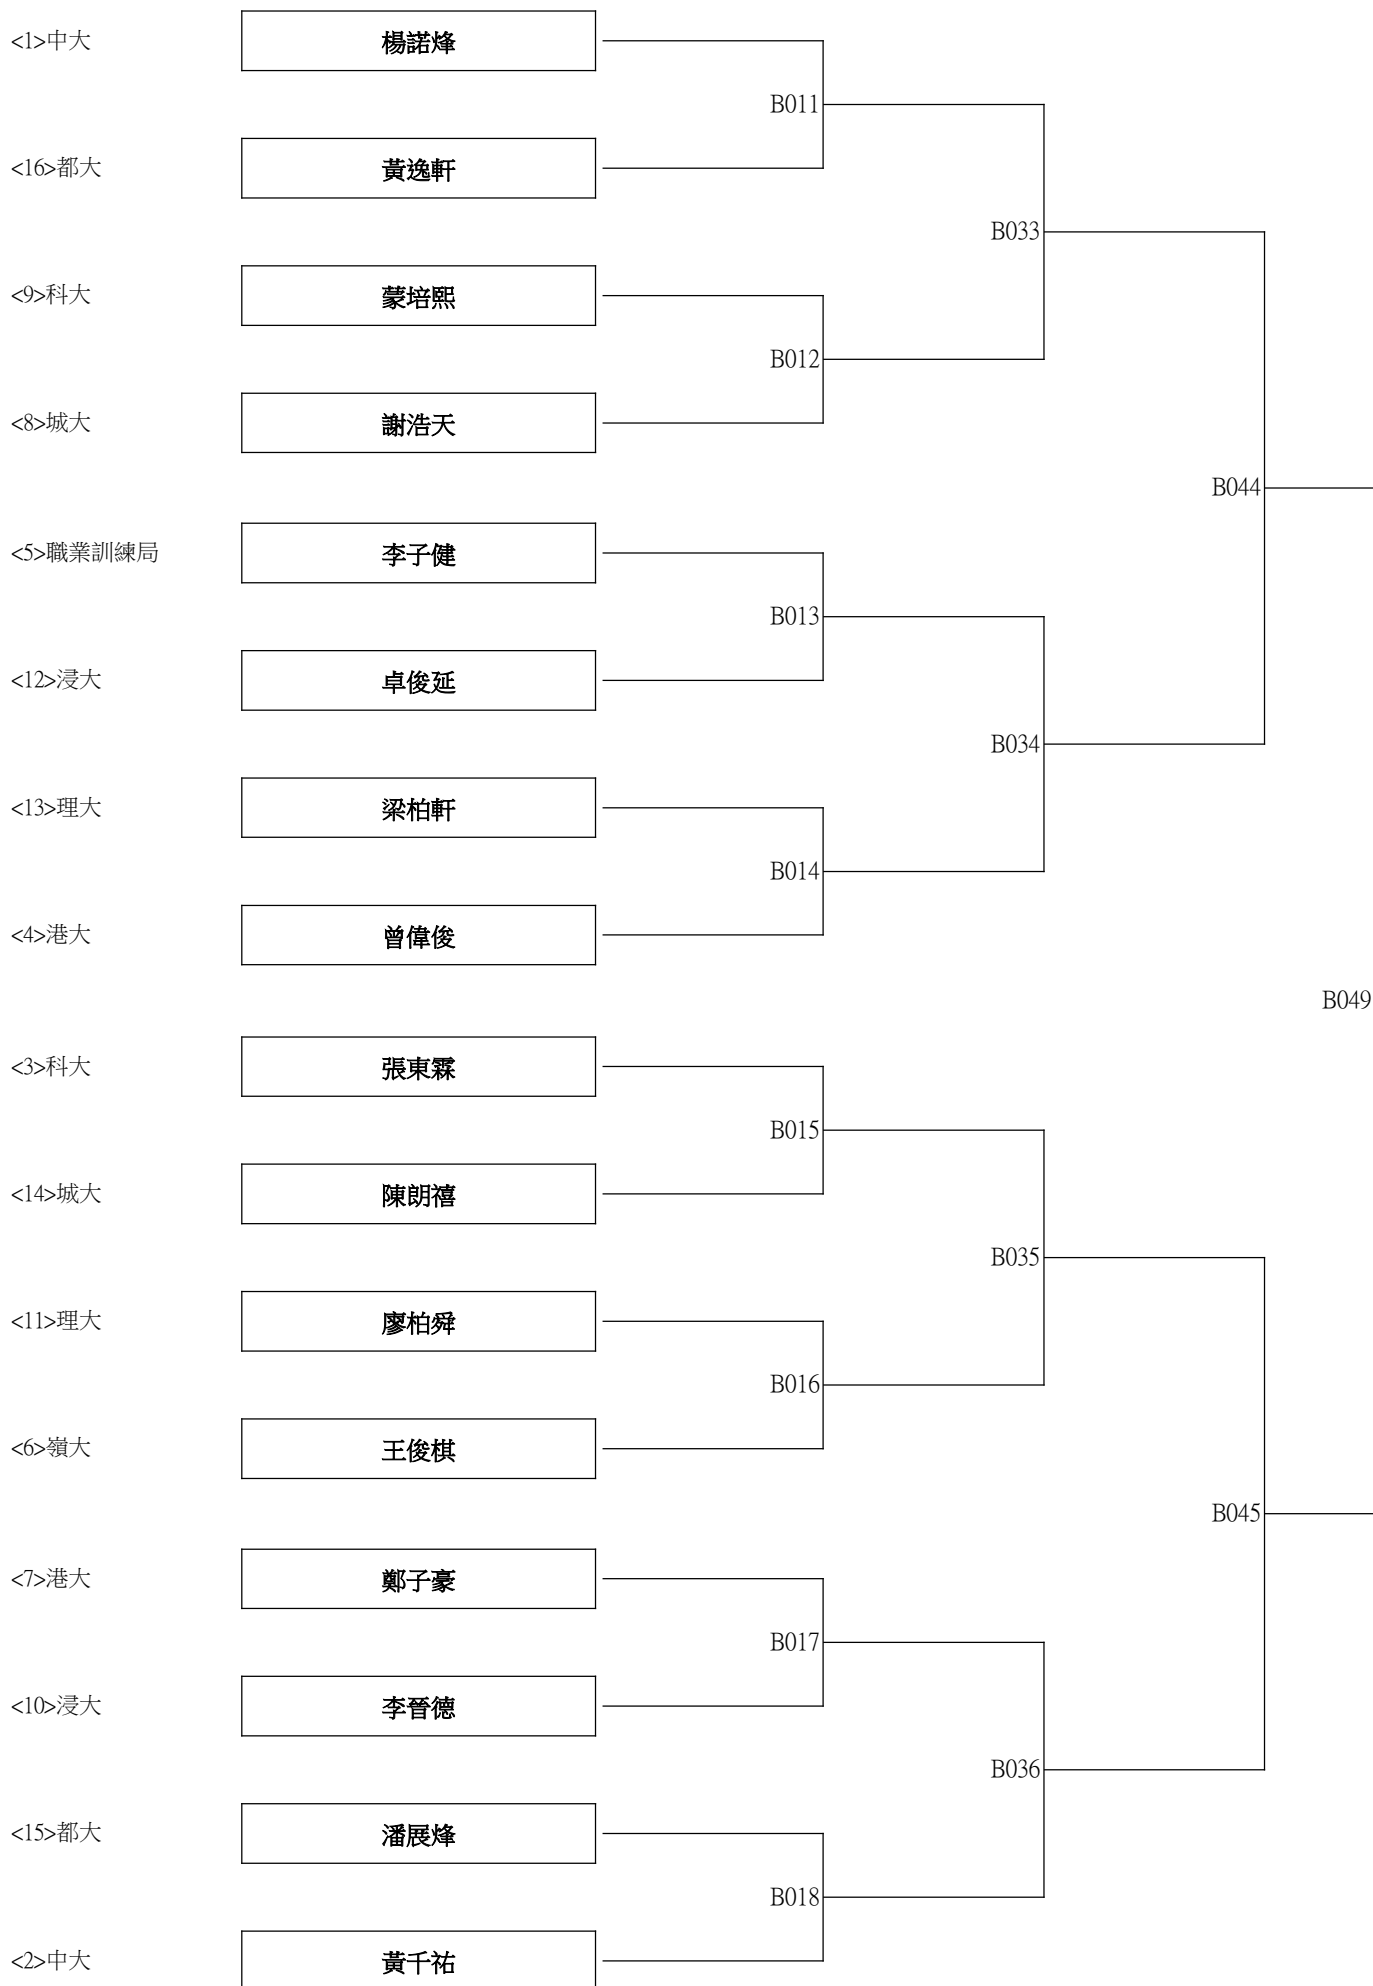 <1>中大 楊諾烽
B011
<16>都大 黃逸軒
B033
<9>科大 蒙培熙
B012
<8>城大 謝浩天
B044
<5>職業訓練局 李子健
B013
<12>浸大 卓俊延
B034
<13>理大 梁柏軒
B014
<4>港大 曾偉俊
B049
<3>科大 張東霖
B015
<14>城大 陳朗禧
B035
<11>理大 廖柏舜
B016
<6>嶺大 王俊棋
B045
<7>港大 鄭子豪
B017
<10>浸大 李晉德
B036
<15>都大 潘展烽
B018
<2>中大 黃千祐